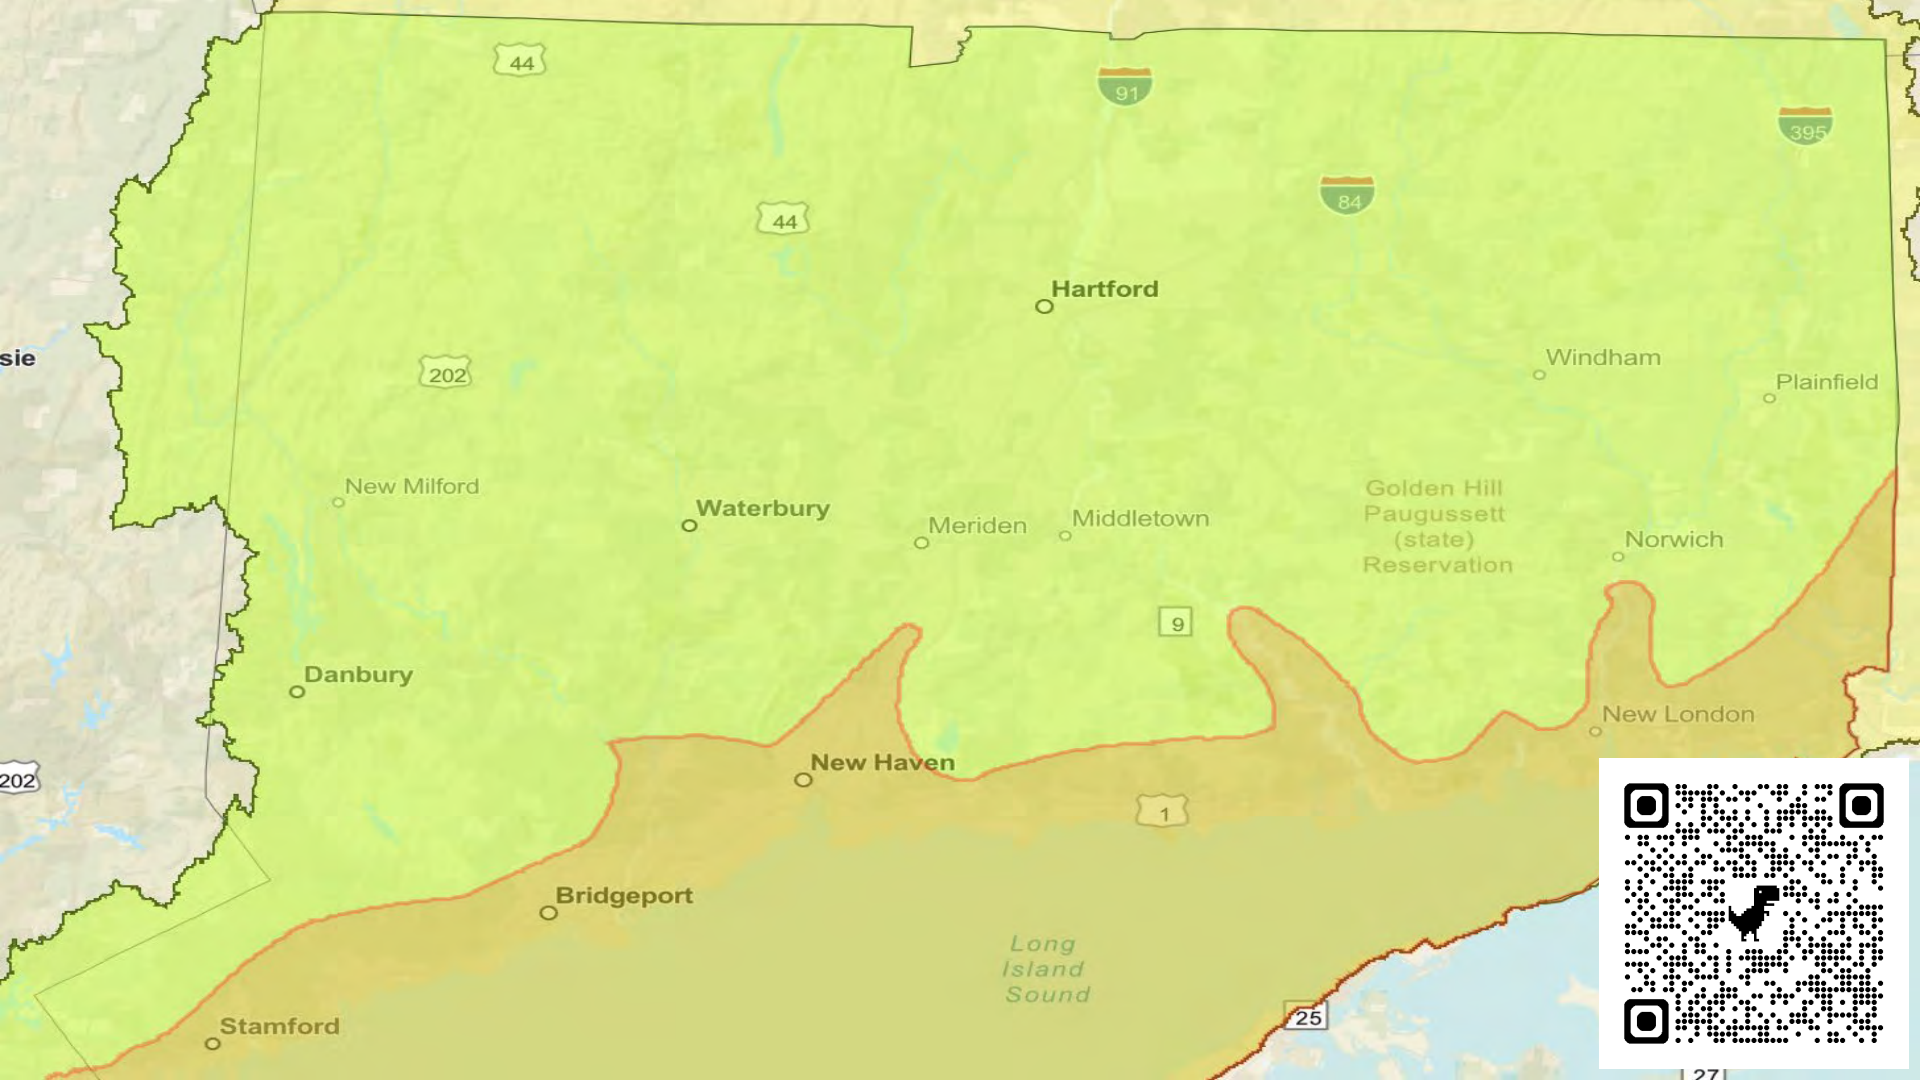 44
91
395
84
44
Hartford
sie
Windham
202
Plainfield
New Milford
Waterbury
Meriden
Middletown
Golden Hill
Paugussett
(state)
Reservation
Norwich
9
Danbury
New London
New Haven
202
1
Bridgeport
Long
Island
Sound
Stamford
25
27